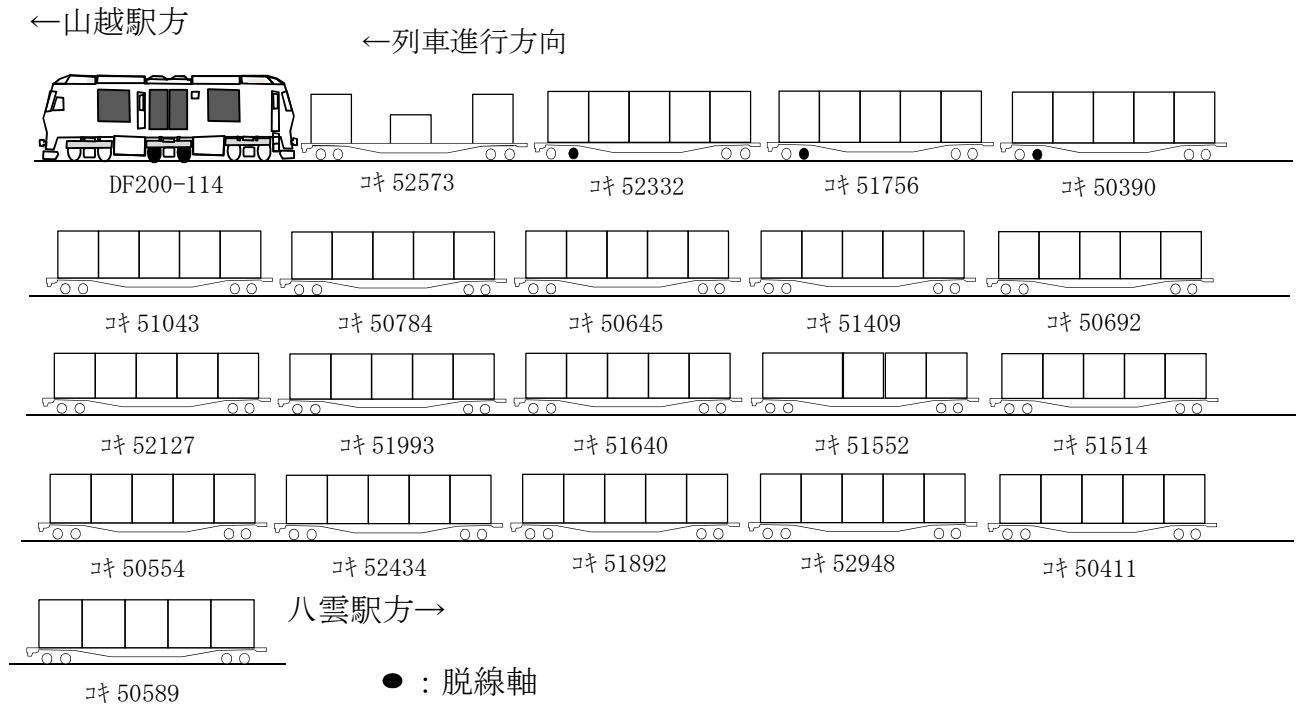 ←山越駅方
←列車進行方向
DF200-114 コキ 52573 コキ 52332 コキ 51756 コキ 50390
コキ 51043 コキ 50784 コキ 50645 コキ 51409 コキ 50692
コキ 52127 コキ 51993 コキ 51640 コキ 51552 コキ 51514
コキ 50554 コキ 52434 コキ 51892 コキ 52948 コキ 50411
八雲駅方→
●：脱線軸
コキ 50589